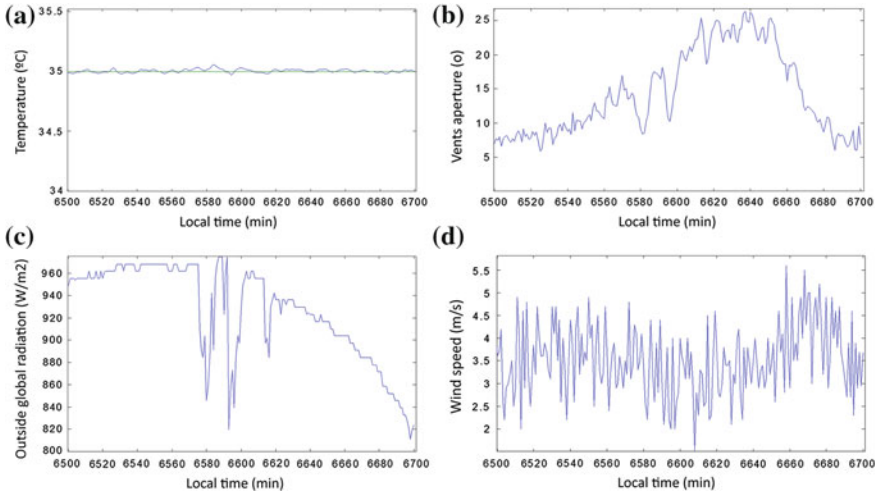 (a)
Temperature (ºC)
35.5
35
34.5
34
6500 6510 6520 6540 6560 6580 6600 6620 6640 6660 6680 6700
Local time (min)
(b)
Vents aperture (o)
25
20
15
10
5
6500 6520 6540 6560 6580 6600 6620 6640 6660 6680 6700
Local time (min)
(c)
Outside global radiation (W/m2)
960
940
920
900
880
860
840
820
800
6500 6520 6540 6560 6580 6600 6620 6640 6660 6680 6700
Local time (min)
(d)
Wind speed (m/s)
5.5
5
4.5
4
3.5
3
2.5
2
6500 6520 6540 6560 6580 6600 6620 6640 6660 6680 6700
Local time (min)